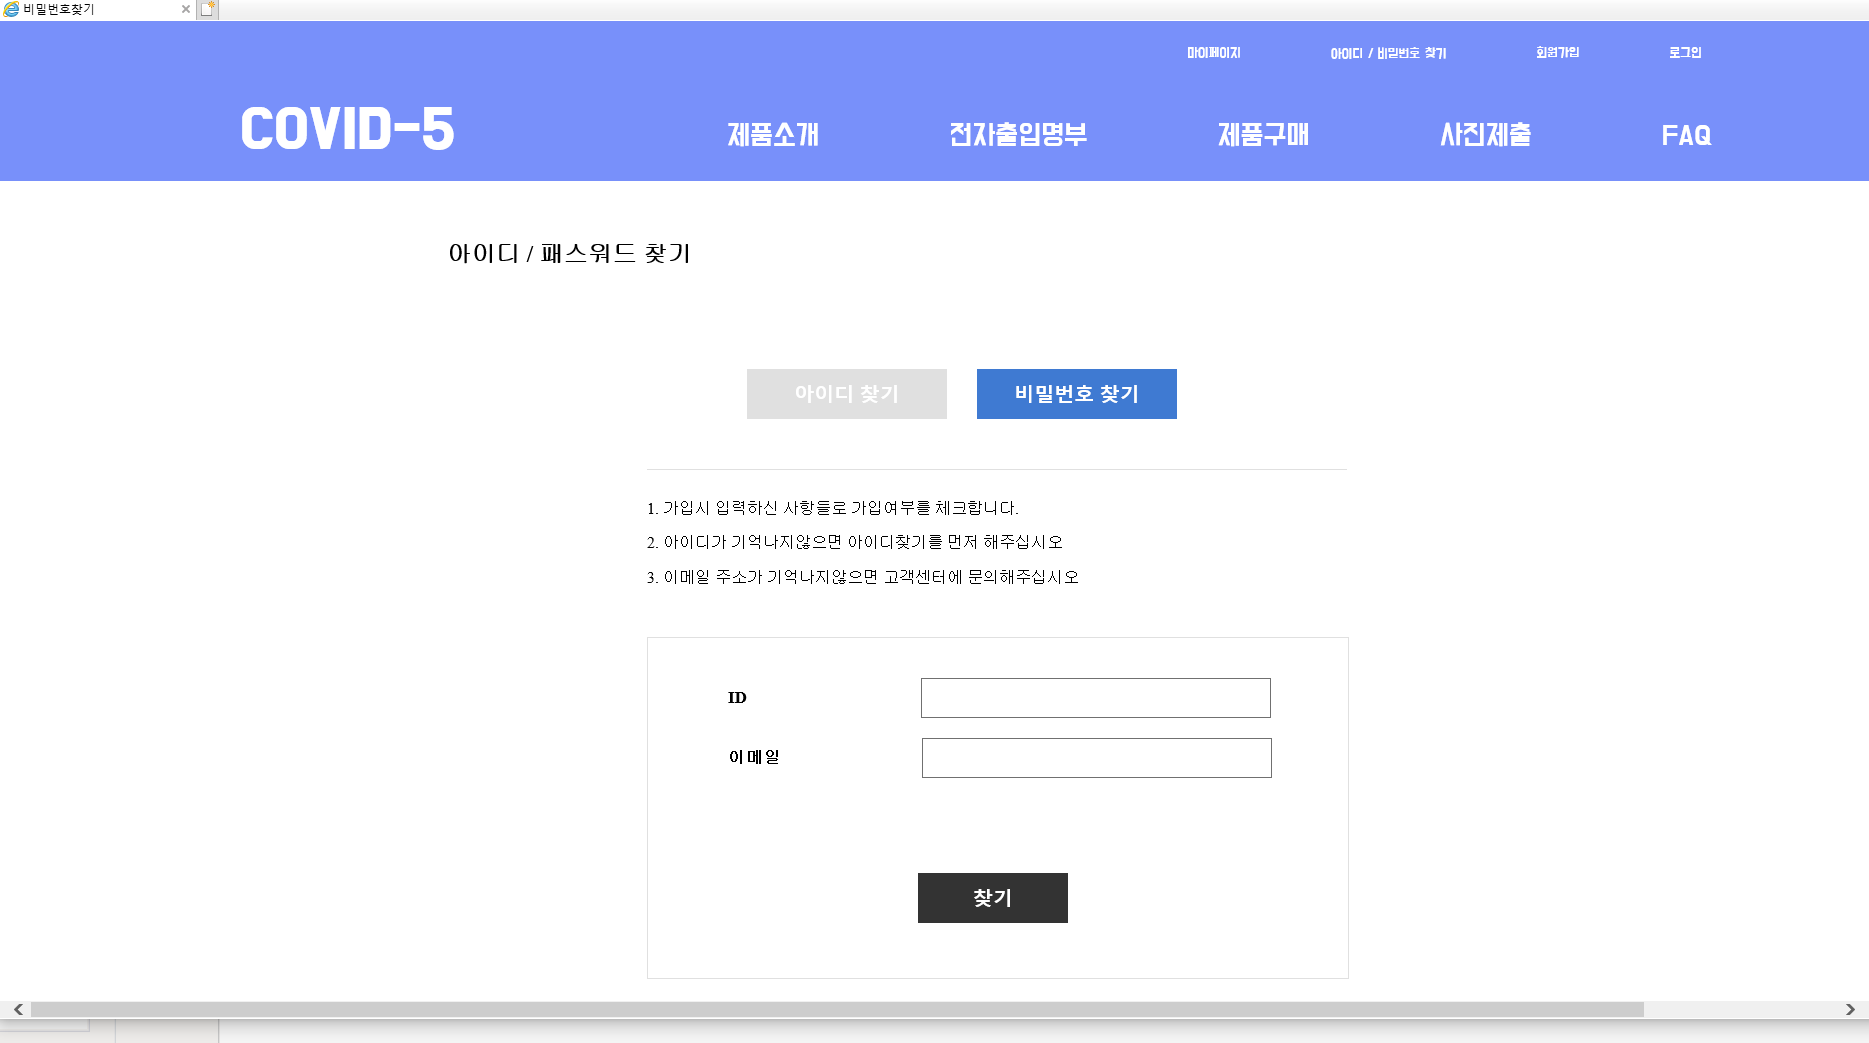 비밀번호찾기
마이페이지 아이디 / 비밀번호 찾기 회원가입 로그인
COVID-5 제품소개 전자출입명부 제품구매 사진제출 FAQ
아이디 / 패스워드 찾기
아이디 찾기 비밀번호 찾기
1. 가입시 입력하신 사항들로 가입여부를 체크합니다.
2. 아이디가 기억나지않으면 아이디찾기를 먼저 해주십시오
3. 이메일 주소가 기억나지않으면 고객센터에 문의해주십시오
ID
이메일
찾기